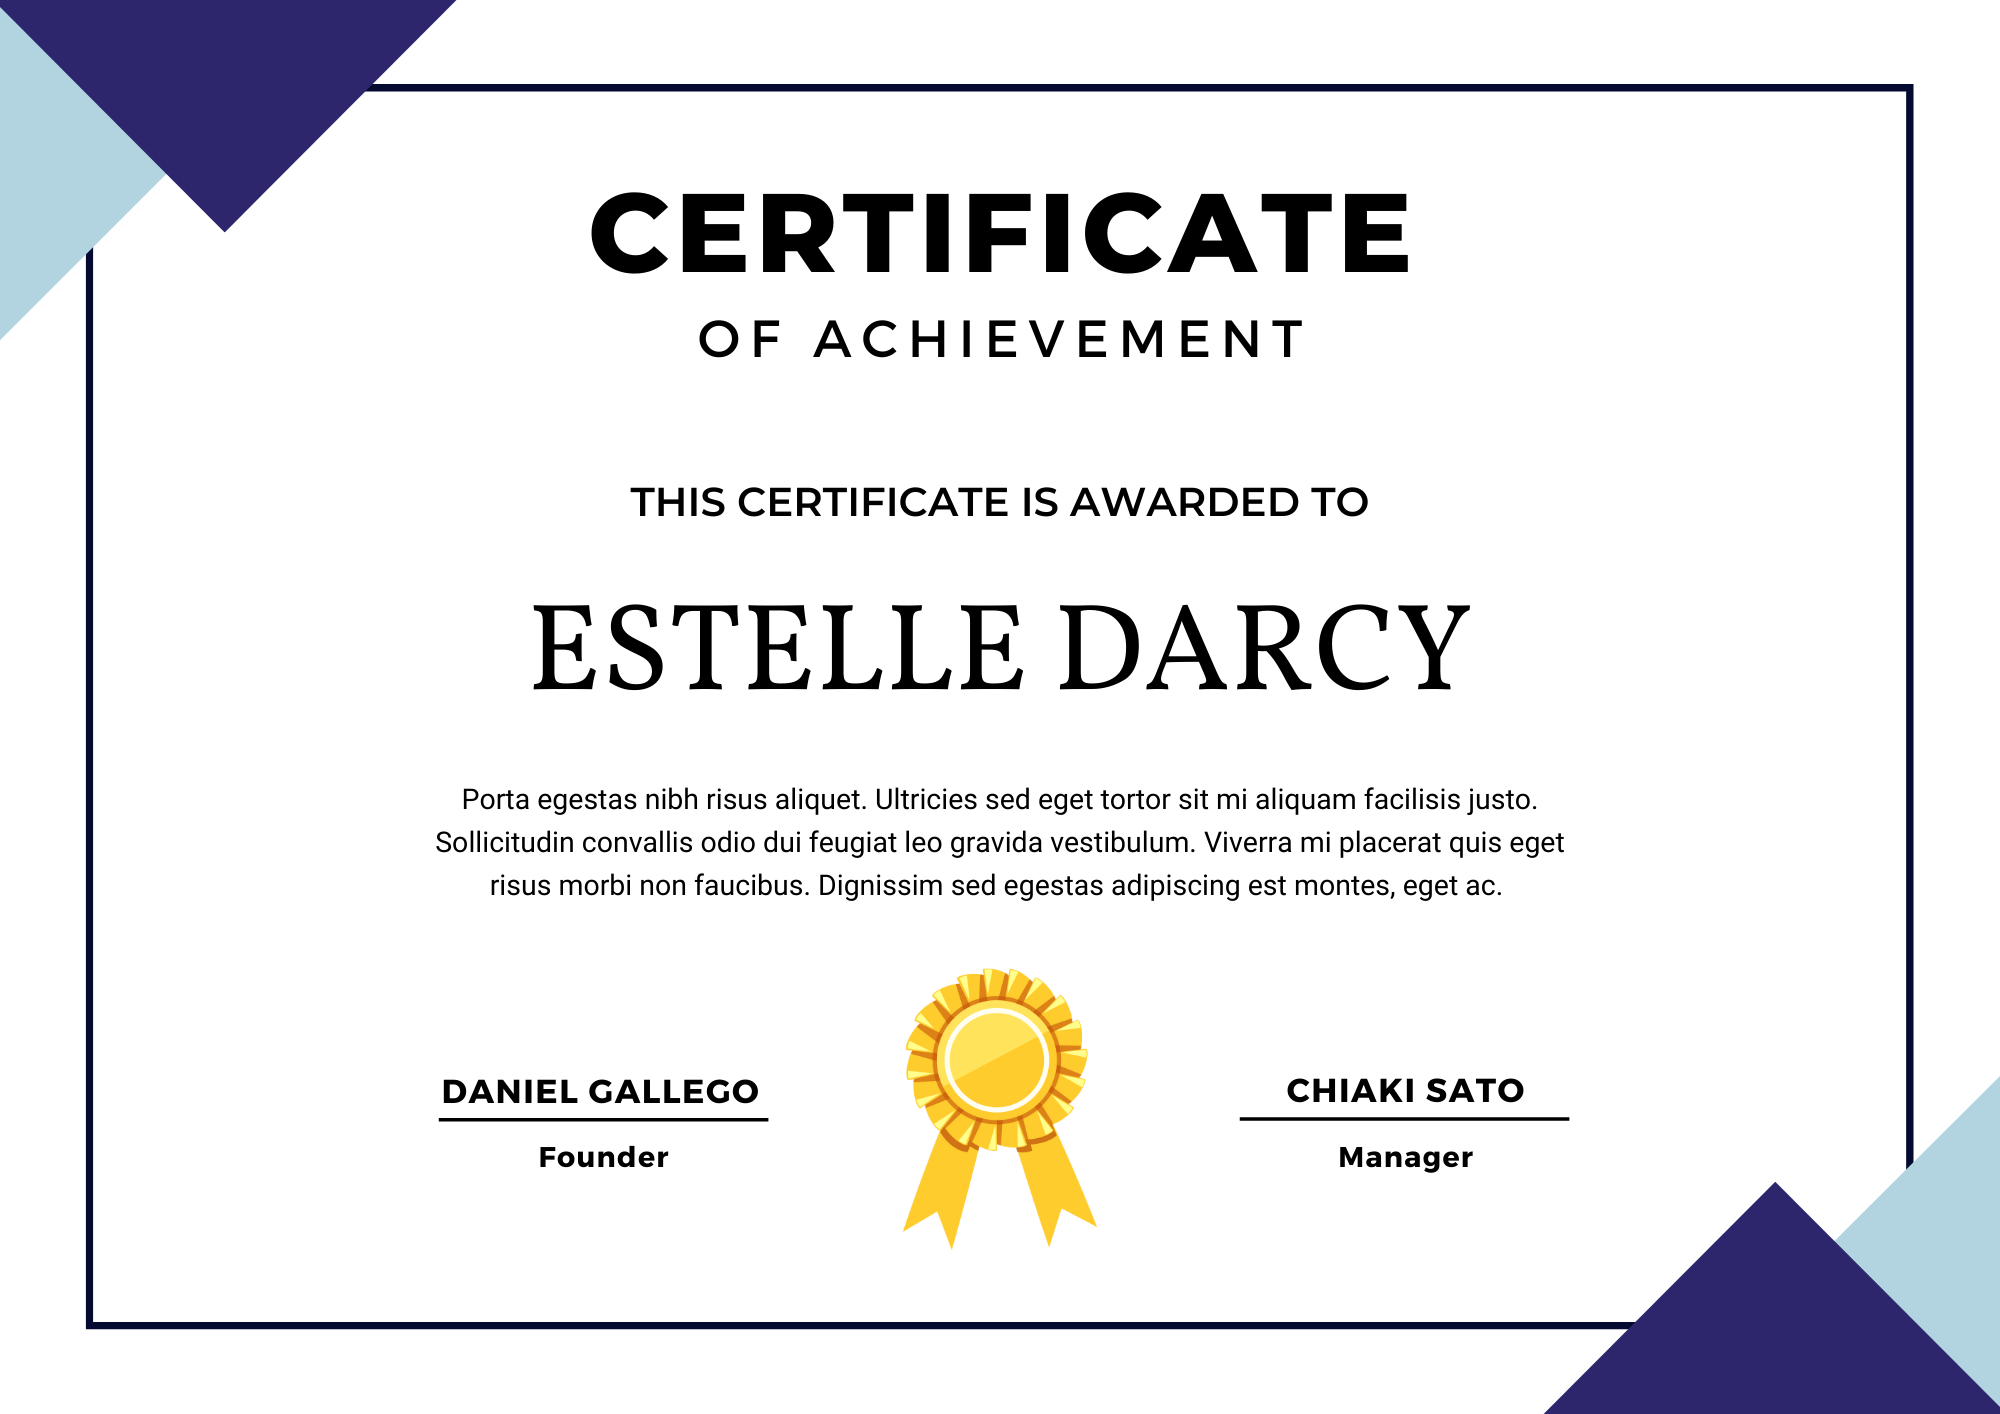 CERTIFICATE
OF ACHIEVEMENT
THIS CERTIFICATE IS AWARDED TO
ESTELLE DARCY
Porta egestas nibh risus aliquet. Ultricies sed eget tortor sit mi aliquam facilisis justo.
Sollicitudin convallis odio dui feugiat leo gravida vestibulum. Viverra mi placerat quis eget
risus morbi non faucibus. Dignissim sed egestas adipiscing est montes, eget ac.
DANIEL GALLEGO
Founder
CHIAKI SATO
Manager